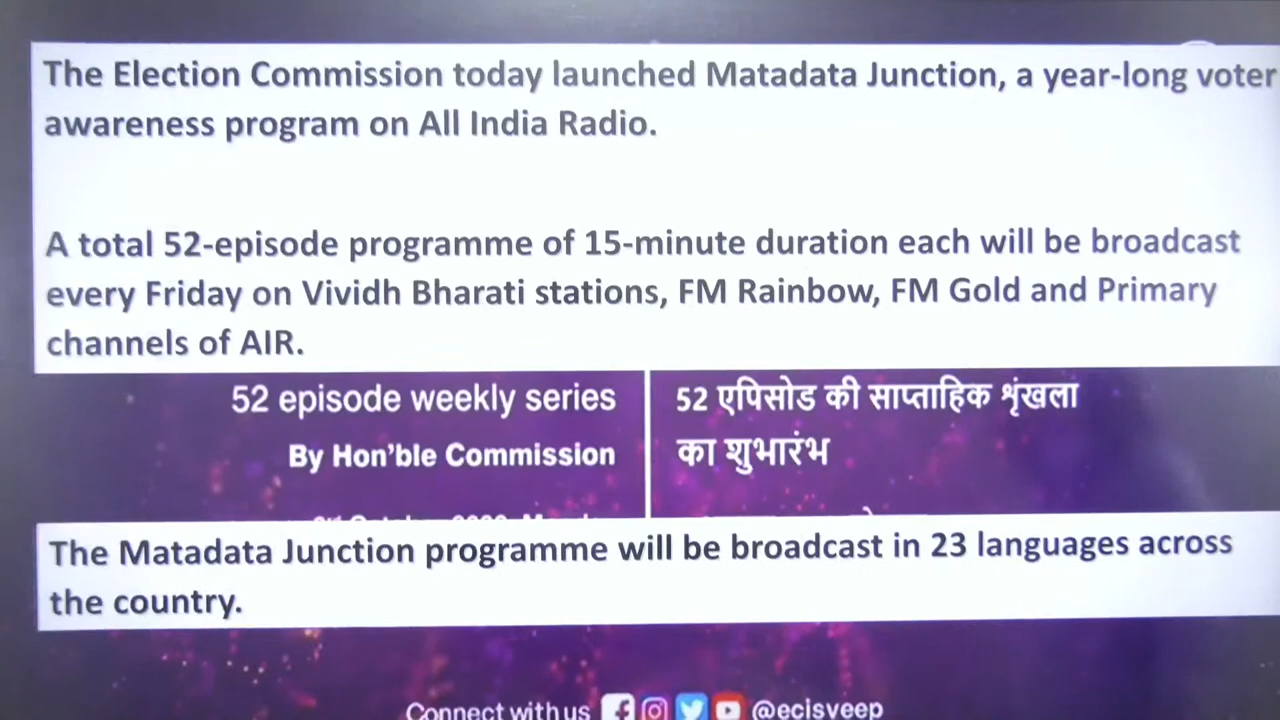 The Election Commission today launched Matadata Junction, a year-long voter
awareness program on All India Radio.
A total 52-episode programme of 15-minute duration each will be broadcast
every Friday on Vividh Bharati stations, FM Rainbow, FM Gold and Primary
channels of AIR.
52 episode weekly series
By Hon’ble Commission
52 एपिसोड की साप्ताहिक श्रृंखला
का शुभारंभ
The Matadata Junction programme will be broadcast in 23 languages across
the country.
Connect with us @ecisveep